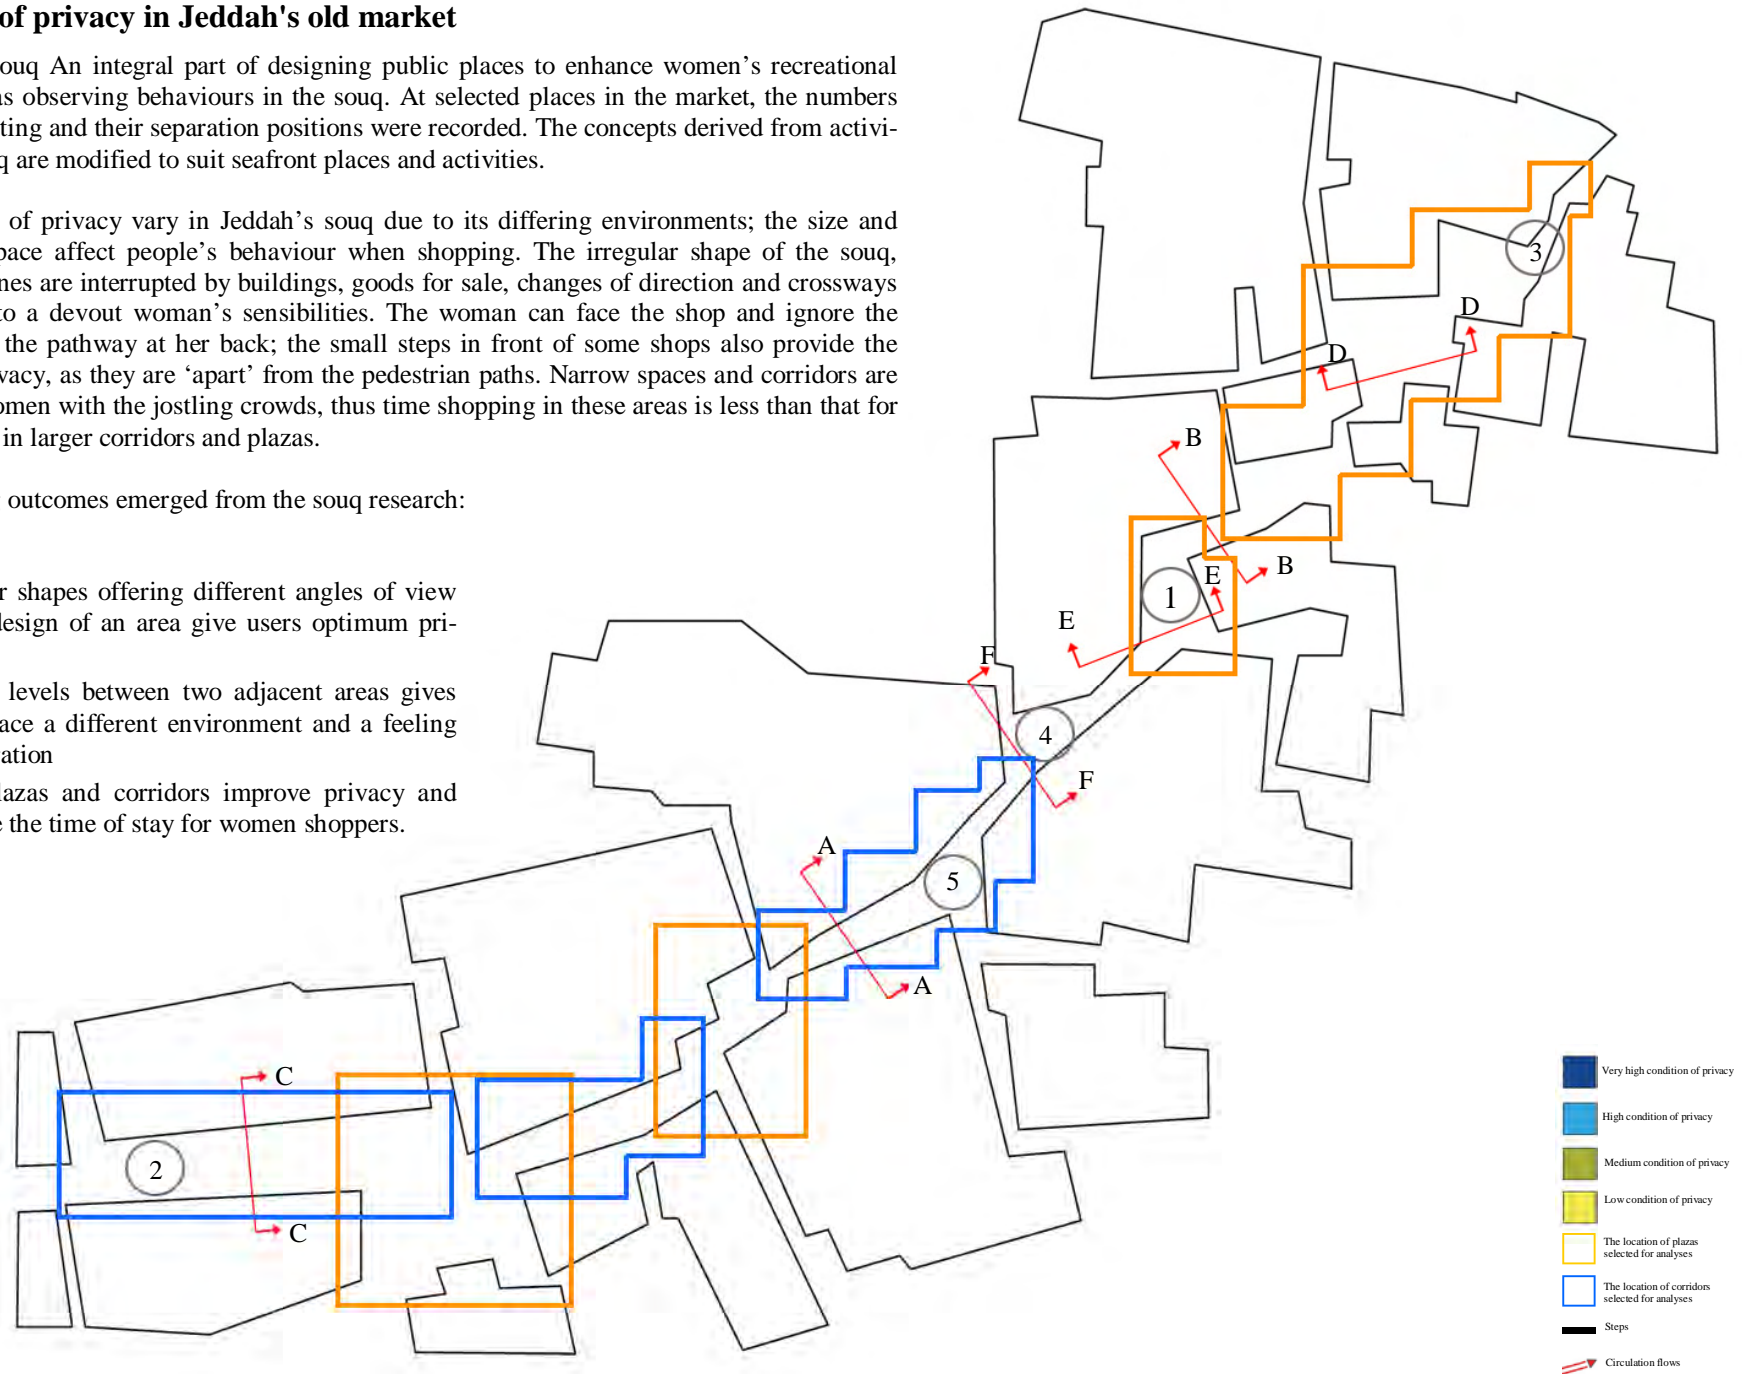 of privacy in Jeddah's old market
ouq An integral part of designing public places to enhance women's recreational
as observing behaviours in the souq. At selected places in the market, the numbers
ting and their separation positions were recorded. The concepts derived from activi-
q are modified to suit seafront places and activities.
of privacy vary in Jeddah's souq due to its differing environments; the size and
pace affect people's behaviour when shopping. The irregular shape of the souq,
nes are interrupted by buildings, goods for sale, changes of direction and crossways
to a devout woman's sensibilities. The woman can face the shop and ignore the
the pathway at her back; the small steps in front of some shops also provide the
vacy, as they are 'apart' from the pedestrian paths. Narrow spaces and corridors are
omen with the jostling crowds, thus time shopping in these areas is less than that for
in larger corridors and plazas.
outcomes emerged from the souq research:
r shapes offering different angles of view
design of an area give users optimum pri-
levels between two adjacent areas gives
ace a different environment and a feeling
ation
lazas and corridors improve privacy and
e the time of stay for women shoppers.
3
D
D
B
B
E
1
E
F
4
F
A
5
A
C
2
C
Very high condition of privacy
High condition of privacy
Medium condition of privacy
Low condition of privacy
The location of plazas
selected for analyses
The location of corridors
selected for analyses
Steps
Circulation flows